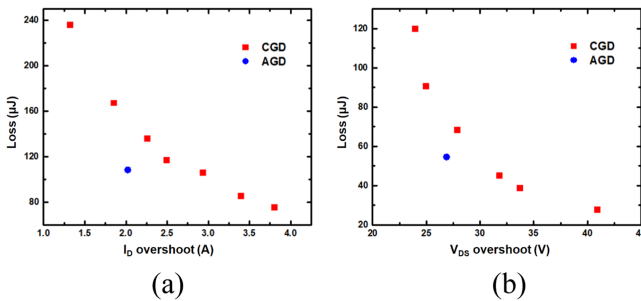 240
200
160
120
80
Loss (µJ)
CGD
AGD
1.0 1.5 2.0 2.5 3.0 3.5 4.0
I_D overshoot (A)
(a)
120
100
80
60
40
20
Loss (µJ)
CGD
AGD
20 25 30 35 40 45
V_DS overshoot (V)
(b)